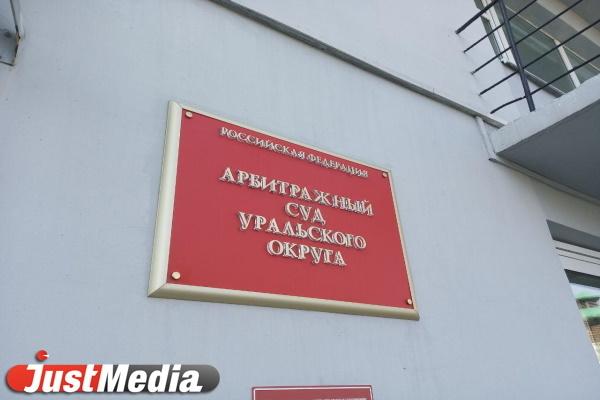 РОССИЙСКАЯ ФЕДЕРАЦИЯ
АРБИТРАЖНЫЙ
СУД
УРАЛЬСКОГО
ОКРУГА
JustMedia